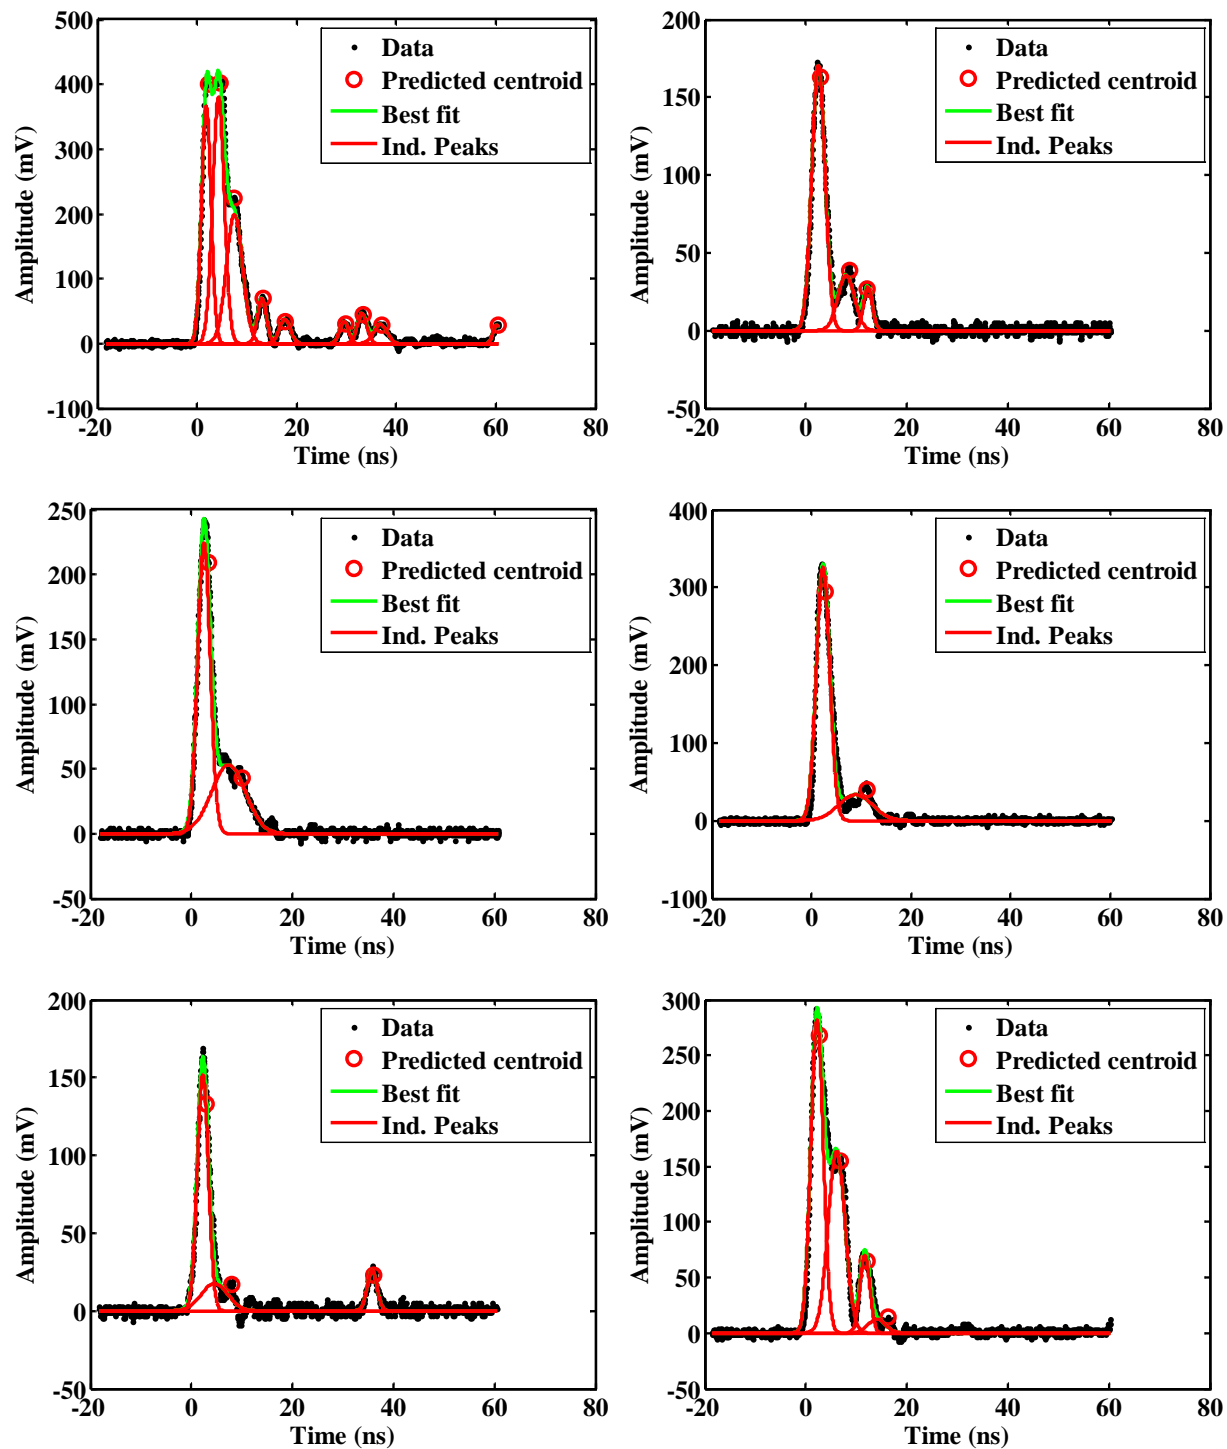 500
400
300
200
100
0
-100
-20 0 20 40 60 80
Time (ns)
Amplitude (mV)
Data
Predicted centroid
Best fit
Ind. Peaks
200
150
100
50
0
-50
-20 0 20 40 60 80
Time (ns)
Amplitude (mV)
Data
Predicted centroid
Best fit
Ind. Peaks
250
200
150
100
50
0
-50
-20 0 20 40 60 80
Time (ns)
Amplitude (mV)
Data
Predicted centroid
Best fit
Ind. Peaks
400
300
200
100
0
-100
-20 0 20 40 60 80
Time (ns)
Amplitude (mV)
Data
Predicted centroid
Best fit
Ind. Peaks
200
150
100
50
0
-50
-20 0 20 40 60 80
Time (ns)
Amplitude (mV)
Data
Predicted centroid
Best fit
Ind. Peaks
300
250
200
150
100
50
0
-50
-20 0 20 40 60 80
Time (ns)
Amplitude (mV)
Data
Predicted centroid
Best fit
Ind. Peaks